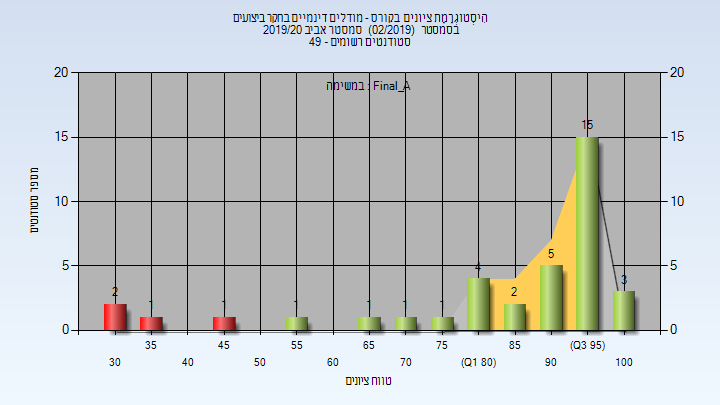 הִיסטוֹגרָמַת ציונים בקורס - מודלים דינמיים בחקר ביצועים
בסמסטר (02/2019) סמסטר אביב 2019/20
סטודנטים רשומים - 49
20 20
במשימה : Final_A
15
15 15
10 10
5
4
5 5
3
2 2
1 1 1 1 1 1
0 0
35 45 55 65 75 85 (Q3 95)
30 40 50 60 70 (Q1 80) 90 100
מספר סטודנטים
טווח ציונים